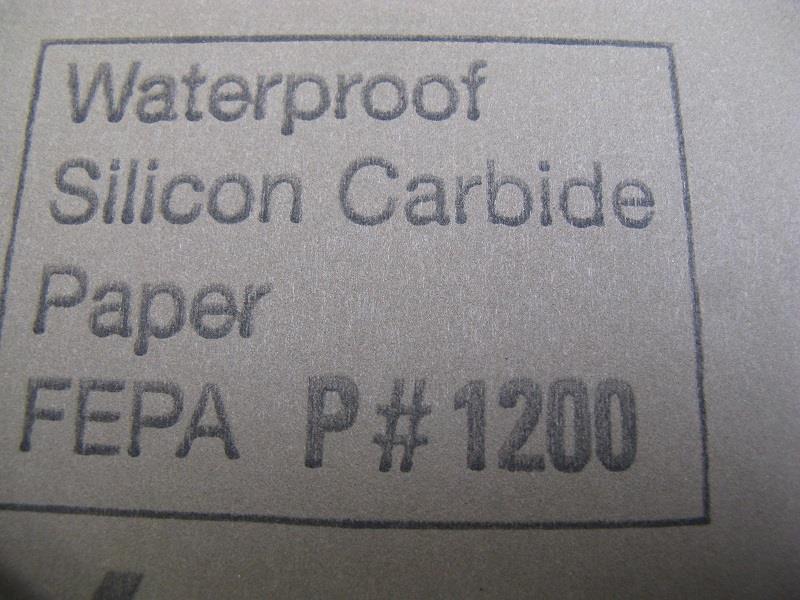 Waterproof
Silicon Carbide
Paper
FEPA P#1200